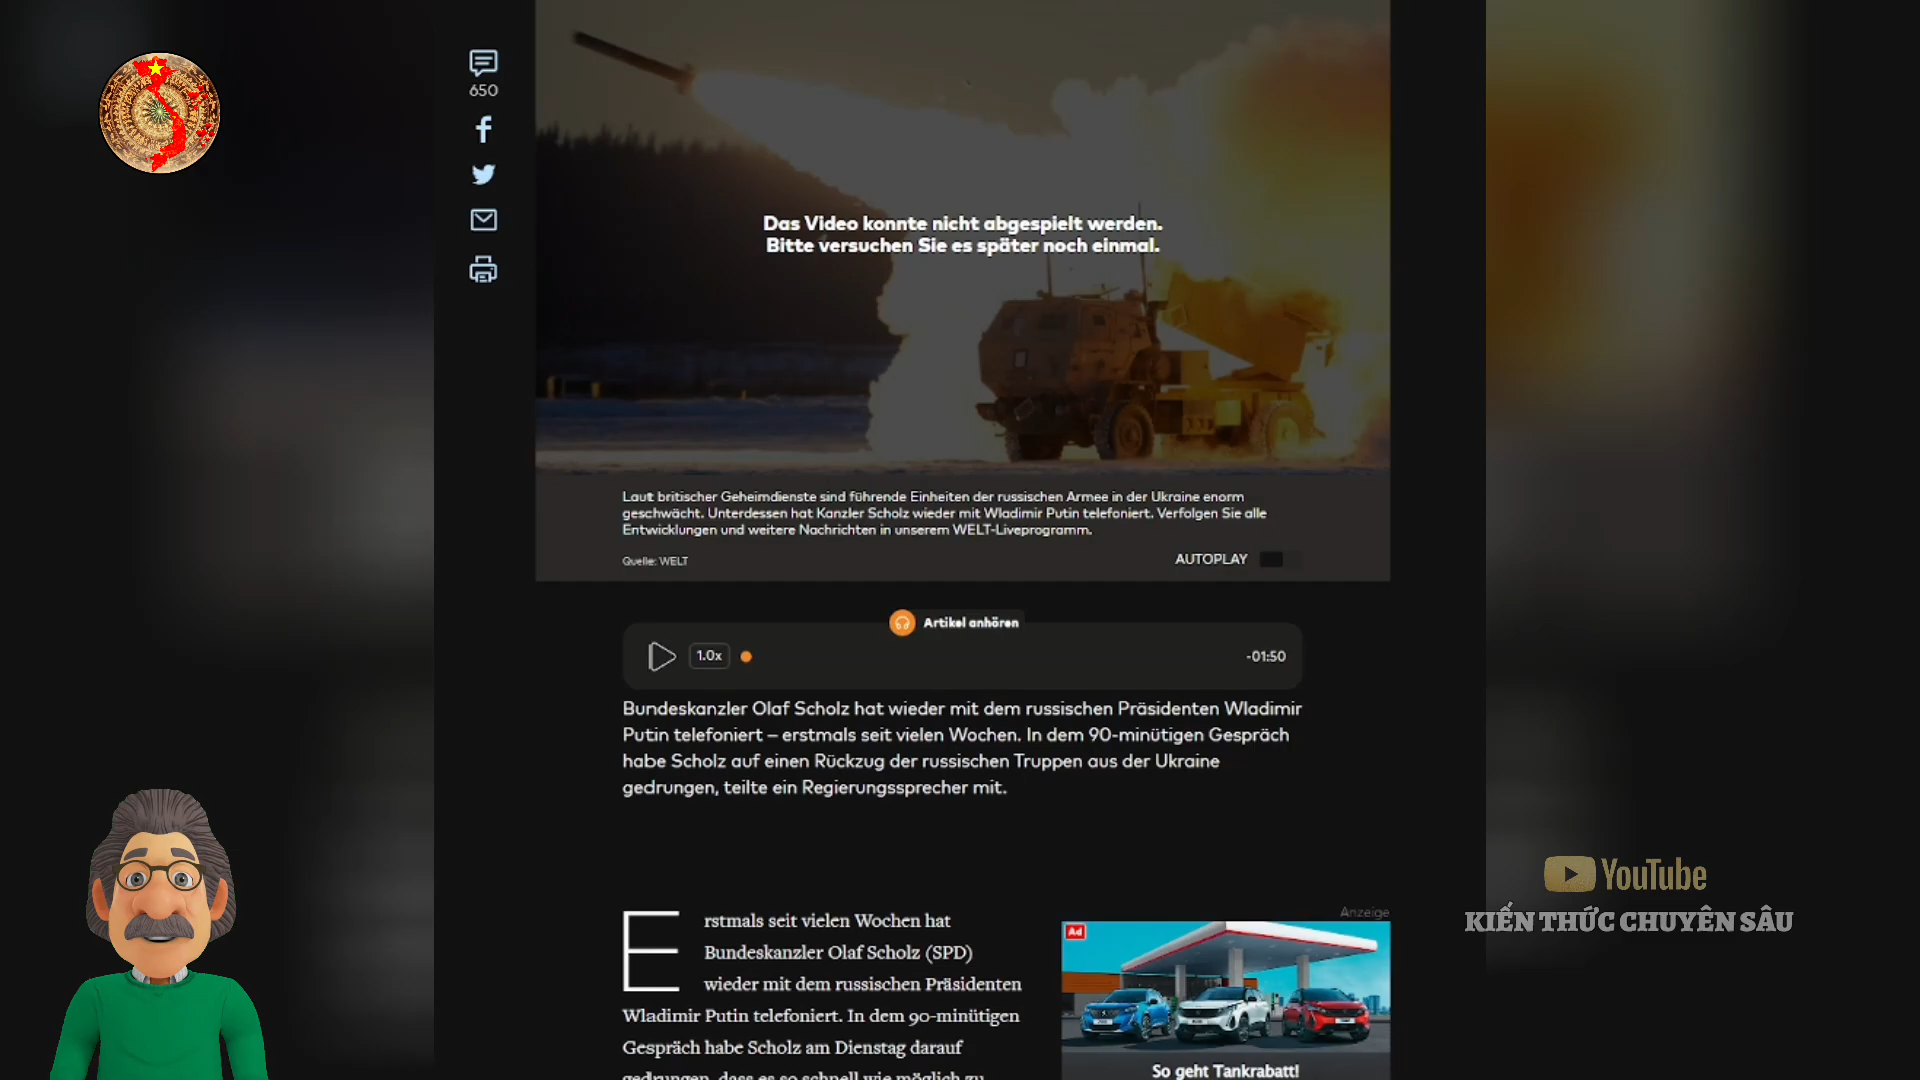 650
Das Video konnte nicht abgespielt werden.
Bitte versuchen Sie es später noch einmal.
Laut britischer Geheimdienste sind führende Einheiten der russischen Armee in der Ukraine enorm
geschwächt. Unterdessen hat Kanzler Scholz wieder mit Wladimir Putin telefoniert. Verfolgen Sie alle
Entwicklungen und weitere Nachrichten in unserem WELT-Liveprogramm.
Quelle: WELT
AUTOPLAY
Artikel anhören
1.0x
-01:50
Bundeskanzler Olaf Scholz hat wieder mit dem russischen Präsidenten Wladimir
Putin telefoniert – erstmals seit vielen Wochen. In dem 90-minütigen Gespräch
habe Scholz auf einen Rückzug der russischen Truppen aus der Ukraine
gedrungen, teilte ein Regierungssprecher mit.
Erstmals seit vielen Wochen hat
Bundeskanzler Olaf Scholz (SPD)
wieder mit dem russischen Präsidenten
Wladimir Putin telefoniert. In dem 90-minütigen
Gespräch habe Scholz am Dienstag darauf
gedrungen, dass es so schnell wie möglich zu
Anzeige
Ad
So geht Tankrabatt!
YouTube
KIẾN THỨC CHUYÊN SÂU